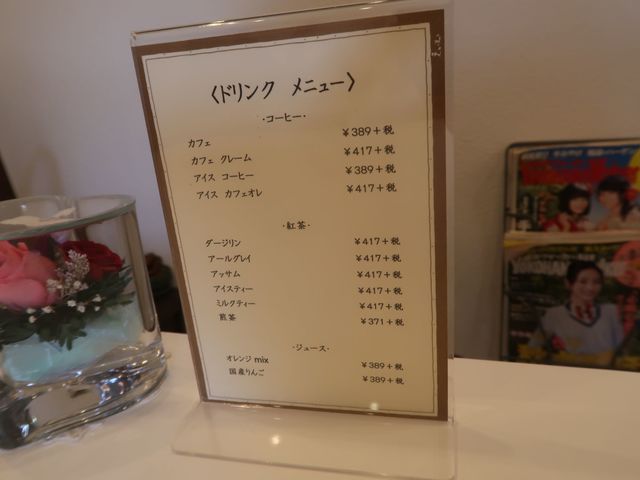 〈ドリンク メニュー〉
・コーヒー・
カフェ ￥389＋税
カフェ クレーム ￥417＋税
アイス コーヒー ￥389＋税
アイス カフェオレ ￥417＋税
・紅茶・
ダージリン ￥417＋税
アールグレイ ￥417＋税
アッサム ￥417＋税
アイスティー ￥417＋税
ミルクティー ￥417＋税
煎茶 ￥371＋税
・ジュース・
オレンジ mix ￥389＋税
国産りんご ￥389＋税